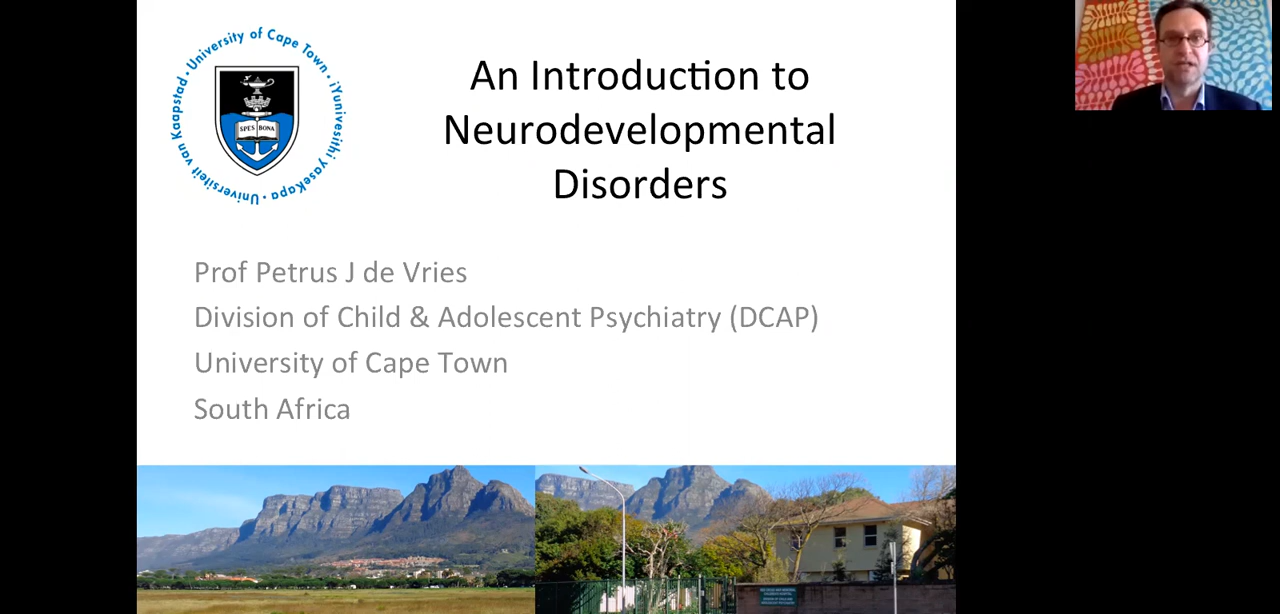 University of Cape Town · iYunivesithi yaseKapa · Universiteit van Kaapstad ·
SPES BONA
An Introduction to
Neurodevelopmental
Disorders
Prof Petrus J de Vries
Division of Child & Adolescent Psychiatry (DCAP)
University of Cape Town
South Africa